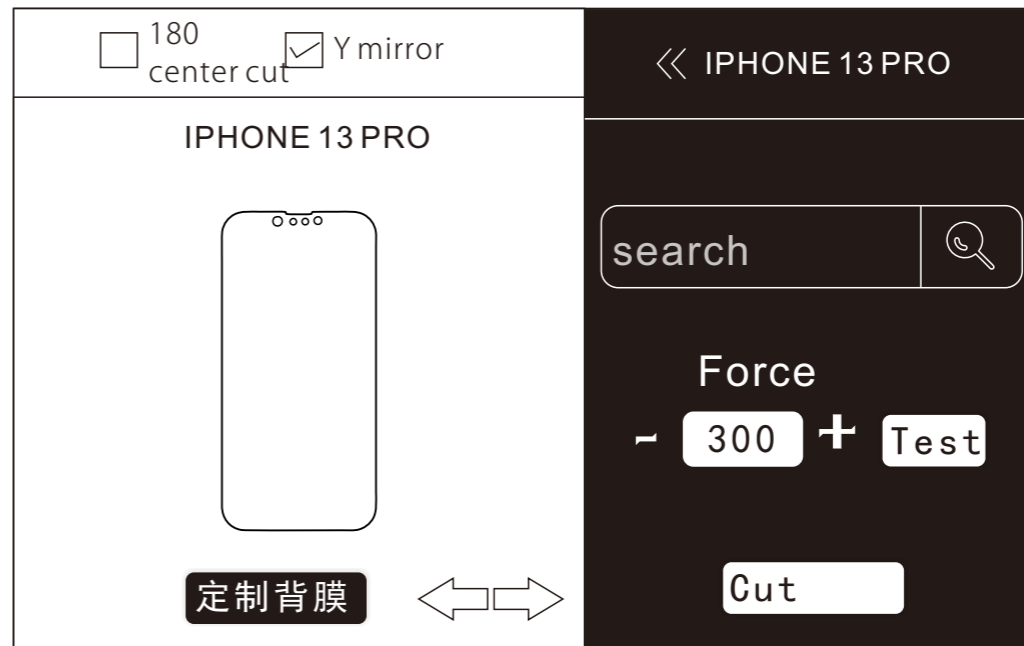 180
center cut
Y mirror
IPHONE 13 PRO
定制背膜
IPHONE 13 PRO
search
Force
- 300 + Test
Cut